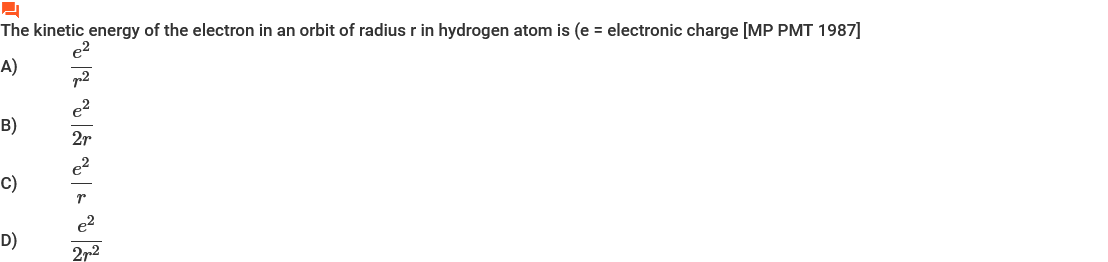 The kinetic energy of the electron in an orbit of radius r in hydrogen atom is (e = electronic charge [MP PMT 1987]
A) e²/r²
B) e²/2r
C) e²/r
D) e²/2r²